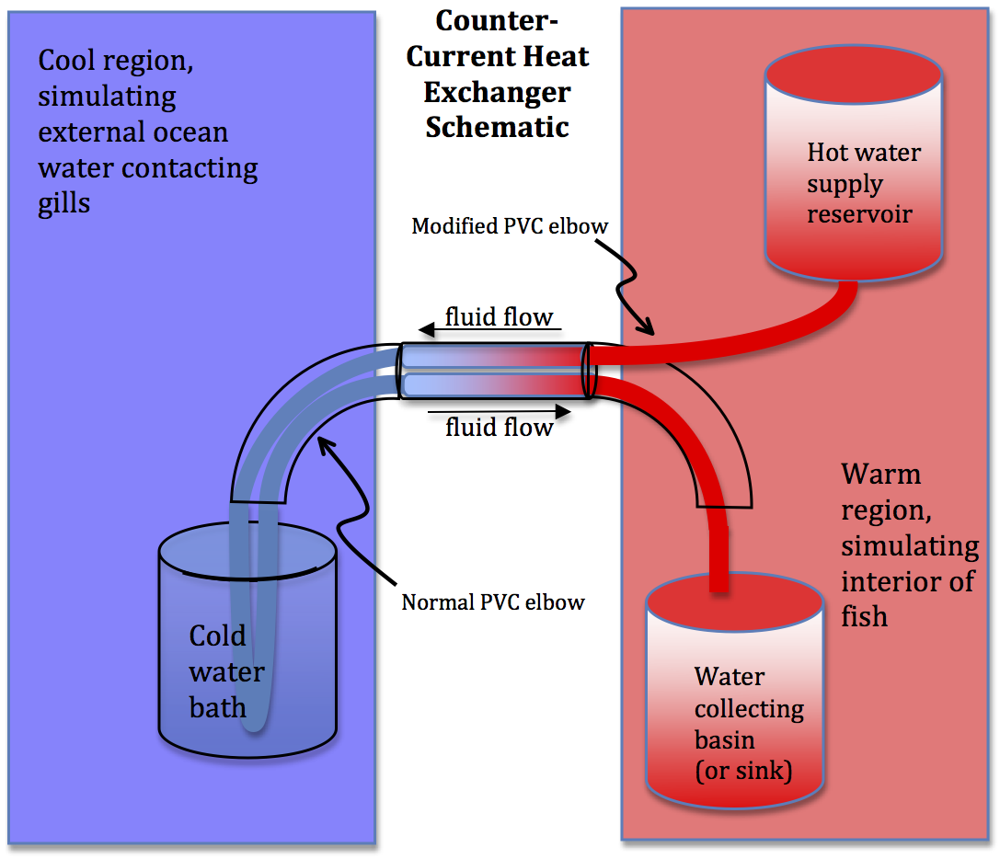 Counter-
Current Heat
Exchanger
Schematic
Cool region,
simulating
external ocean
water contacting
gills
Hot water
supply
reservoir
Modified PVC elbow
fluid flow
fluid flow
Warm
region,
simulating
interior of
fish
Normal PVC elbow
Cold
water
bath
Water
collecting
basin
(or sink)